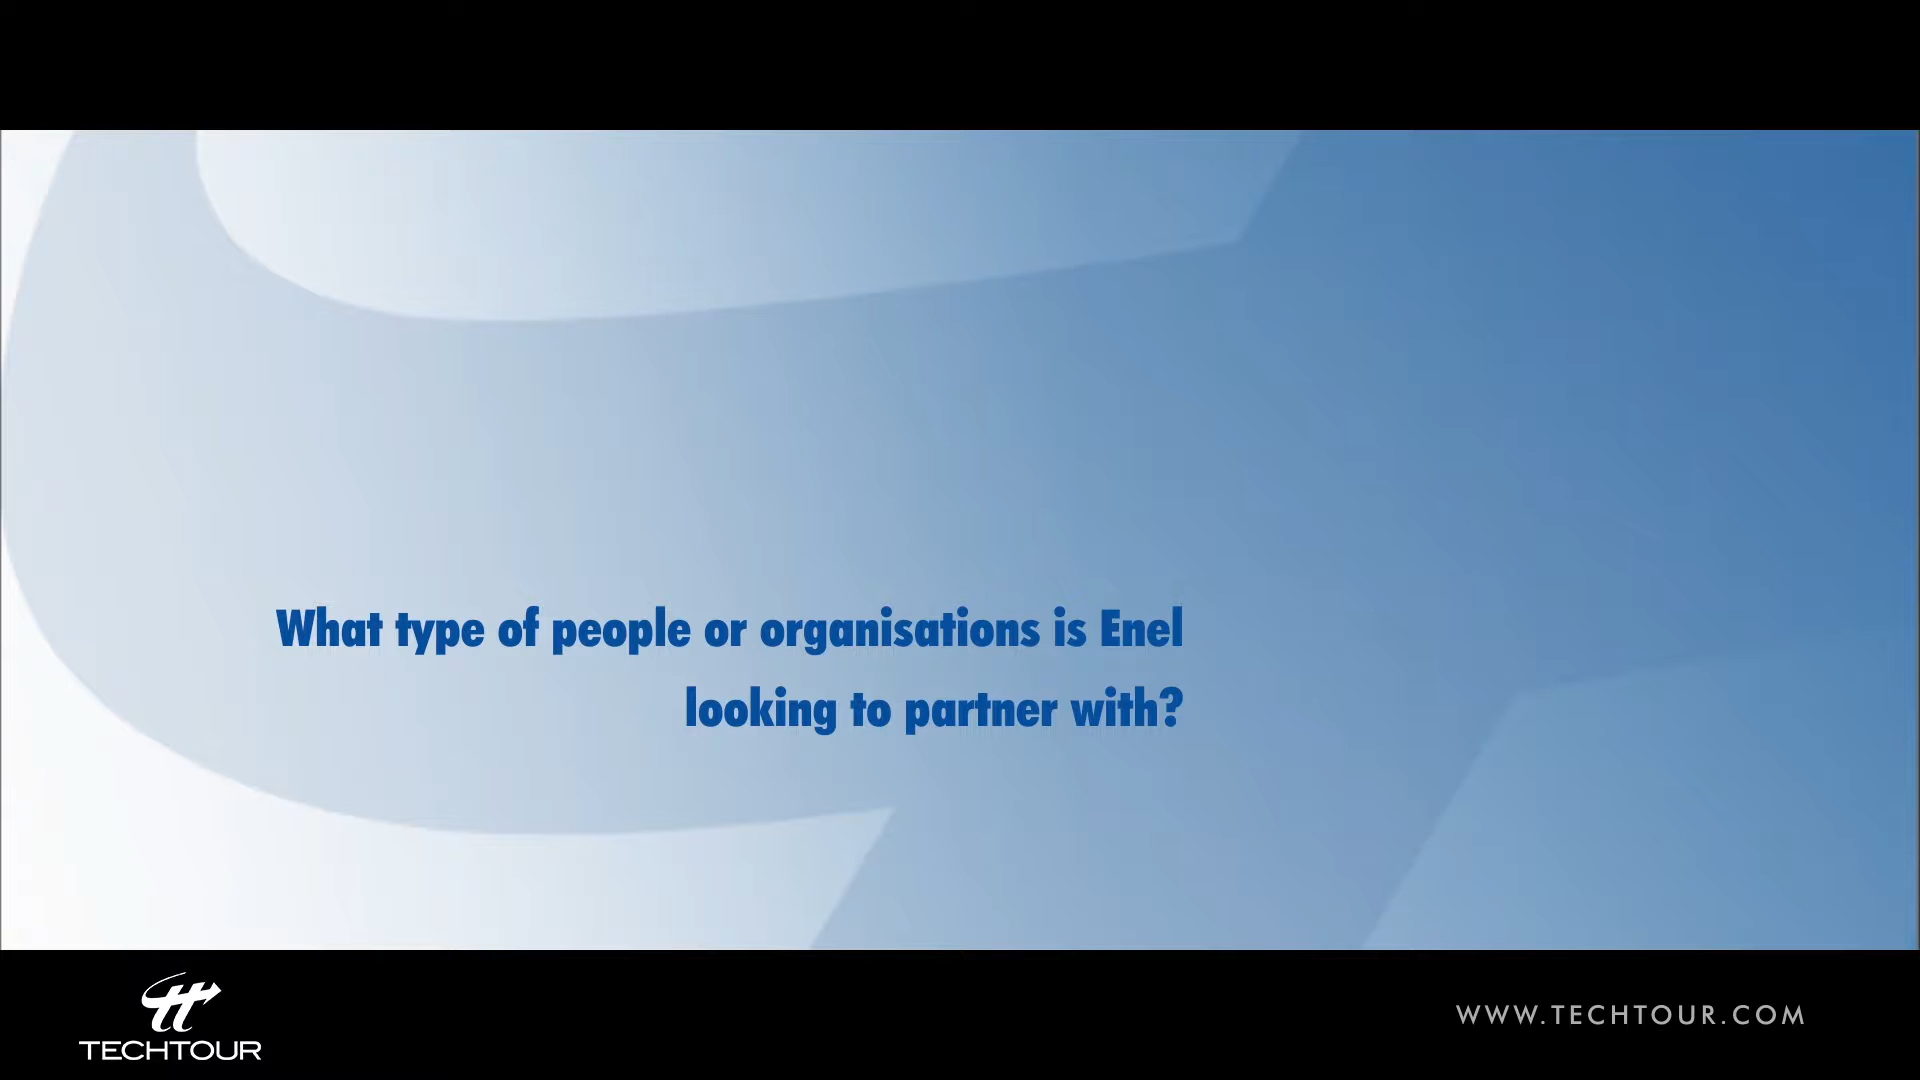 What type of people or organisations is Enel
looking to partner with?
TECHTOUR
WWW.TECHTOUR.COM